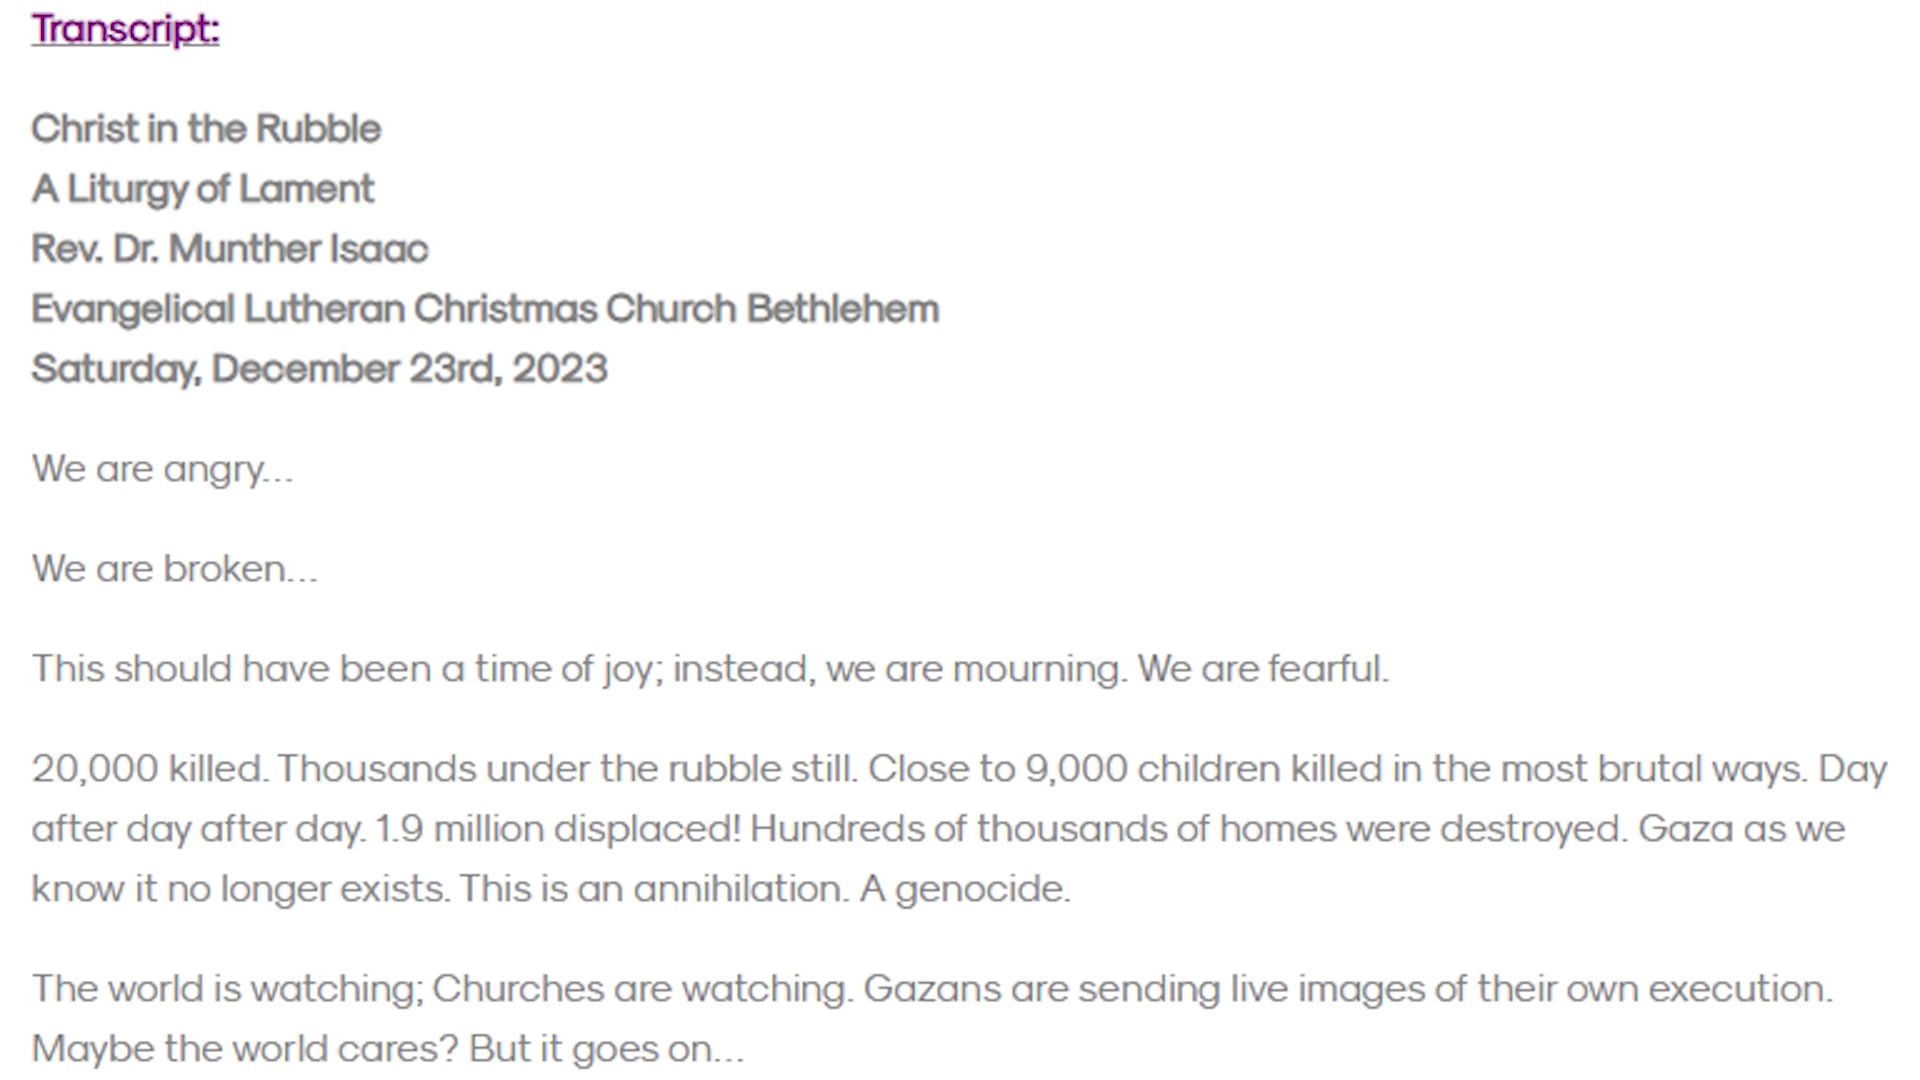 Transcript:
Christ in the Rubble
A Liturgy of Lament
Rev. Dr. Munther Isaac
Evangelical Lutheran Christmas Church Bethlehem
Saturday, December 23rd, 2023
We are angry…
We are broken…
This should have been a time of joy; instead, we are mourning. We are fearful.
20,000 killed. Thousands under the rubble still. Close to 9,000 children killed in the most brutal ways. Day
after day after day. 1.9 million displaced! Hundreds of thousands of homes were destroyed. Gaza as we
know it no longer exists. This is an annihilation. A genocide.
The world is watching; Churches are watching. Gazans are sending live images of their own execution.
Maybe the world cares? But it goes on…